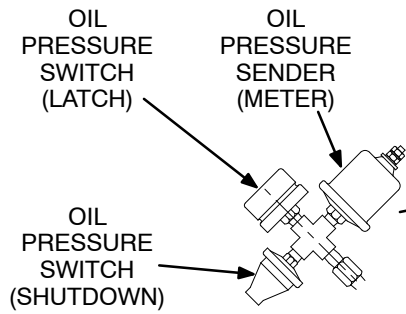 OIL
PRESSURE
SWITCH
(LATCH)
OIL
PRESSURE
SENDER
(METER)
OIL
PRESSURE
SWITCH
(SHUTDOWN)